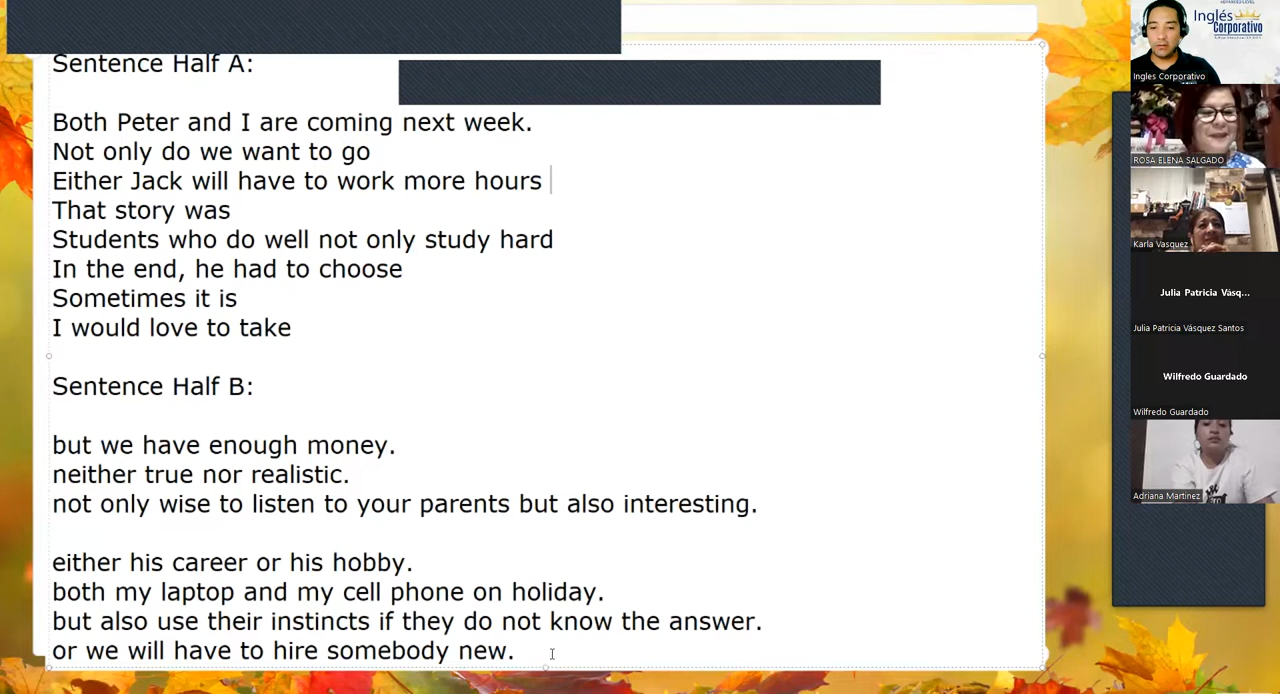 Sentence Half A:
Both Peter and I are coming next week.
Not only do we want to go
Either Jack will have to work more hours
That story was
Students who do well not only study hard
In the end, he had to choose
Sometimes it is
I would love to take
Sentence Half B:
but we have enough money.
neither true nor realistic.
not only wise to listen to your parents but also interesting.
either his career or his hobby.
both my laptop and my cell phone on holiday.
but also use their instincts if they do not know the answer.
or we will have to hire somebody new.
Inglés
Corporativo
Ingles Corporativo
ROSA ELENA SALGADO
Karla Vasquez
Julia Patricia Vásq...
Julia Patricia Vásquez Santos
Wilfredo Guardado
Wilfredo Guardado
Adriana Martinez